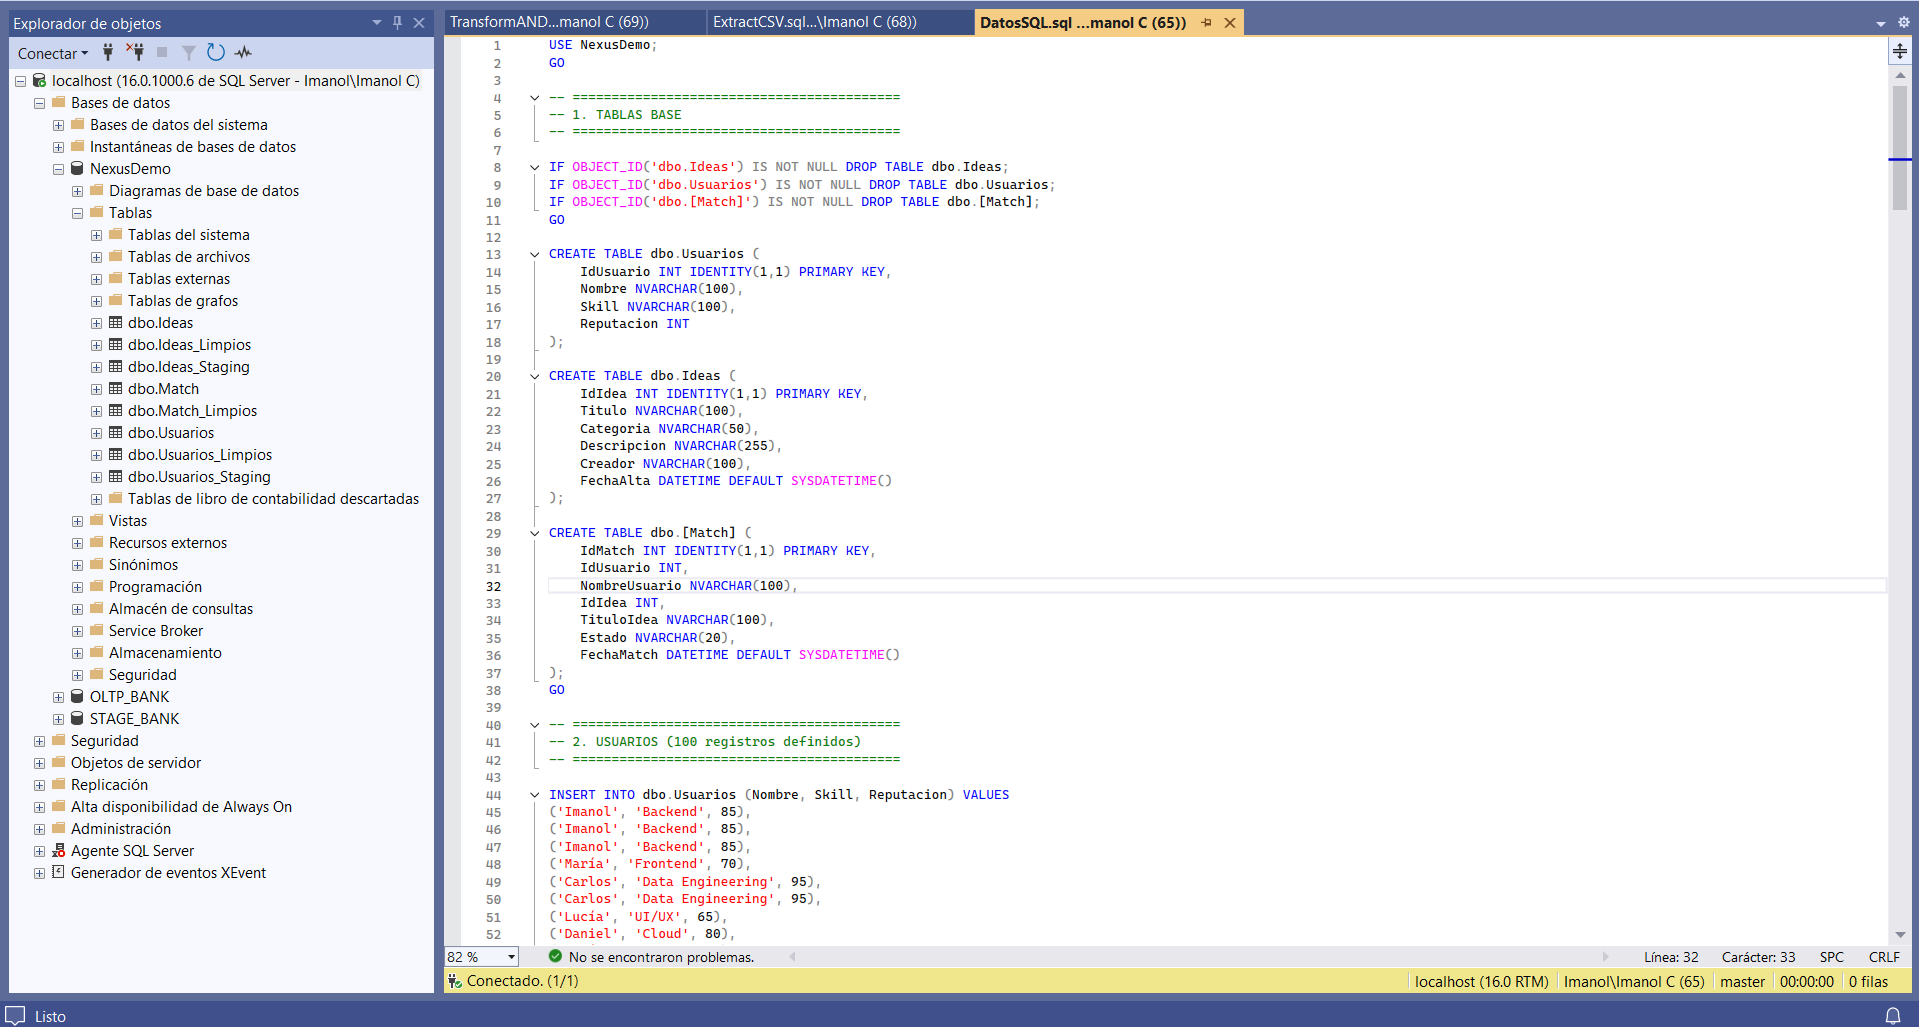 Explorador de objetos
Conectar
localhost (16.0.1000.6 de SQL Server - Imanol\Imanol C)
Bases de datos
Bases de datos del sistema
Instantáneas de bases de datos
NexusDemo
Diagramas de base de datos
Tablas
Tablas del sistema
Tablas de archivos
Tablas externas
Tablas de grafos
dbo.Ideas
dbo.Ideas_Limpios
dbo.Ideas_Staging
dbo.Match
dbo.Match_Limpios
dbo.Usuarios
dbo.Usuarios_Limpios
dbo.Usuarios_Staging
Tablas de libro de contabilidad descartadas
Vistas
Recursos externos
Sinónimos
Programación
Almacén de consultas
Service Broker
Almacenamiento
Seguridad
OLTP_BANK
STAGE_BANK
Seguridad
Objetos de servidor
Replicación
Alta disponibilidad de Always On
Administración
Agente SQL Server
Generador de eventos XEvent
TransformAND...manol C (69))
ExtractCSV.sql...\Imanol C (68))
DatosSQL.sql ...manol C (65))
1 USE NexusDemo;
2 GO
3
4 -- ==========================================
5 -- 1. TABLAS BASE
6 -- ==========================================
7
8 IF OBJECT_ID('dbo.Ideas') IS NOT NULL DROP TABLE dbo.Ideas;
9 IF OBJECT_ID('dbo.Usuarios') IS NOT NULL DROP TABLE dbo.Usuarios;
10 IF OBJECT_ID('dbo.[Match]') IS NOT NULL DROP TABLE dbo.[Match];
11 GO
12
13 CREATE TABLE dbo.Usuarios (
14 IdUsuario INT IDENTITY(1,1) PRIMARY KEY,
15 Nombre NVARCHAR(100),
16 Skill NVARCHAR(100),
17 Reputacion INT
18 );
19
20 CREATE TABLE dbo.Ideas (
21 IdIdea INT IDENTITY(1,1) PRIMARY KEY,
22 Titulo NVARCHAR(100),
23 Categoria NVARCHAR(50),
24 Descripcion NVARCHAR(255),
25 Creador NVARCHAR(100),
26 FechaAlta DATETIME DEFAULT SYSDATETIME()
27 );
28
29 CREATE TABLE dbo.[Match] (
30 IdMatch INT IDENTITY(1,1) PRIMARY KEY,
31 IdUsuario INT,
32 NombreUsuario NVARCHAR(100),
33 IdIdea INT,
34 TituloIdea NVARCHAR(100),
35 Estado NVARCHAR(20),
36 FechaMatch DATETIME DEFAULT SYSDATETIME()
37 );
38 GO
39
40 -- ==========================================
41 -- 2. USUARIOS (100 registros definidos)
42 -- ==========================================
43
44 INSERT INTO dbo.Usuarios (Nombre, Skill, Reputacion) VALUES
45 ('Imanol', 'Backend', 85),
46 ('Imanol', 'Backend', 85),
47 ('Imanol', 'Backend', 85),
48 ('María', 'Frontend', 70),
49 ('Carlos', 'Data Engineering', 95),
50 ('Carlos', 'Data Engineering', 95),
51 ('Lucía', 'UI/UX', 65),
52 ('Daniel', 'Cloud', 80),
82 % No se encontraron problemas. Línea: 32 Carácter: 33 SPC CRLF
Conectado. (1/1) localhost (16.0 RTM) Imanol\Imanol C (65) master 00:00:00 0 filas
Listo